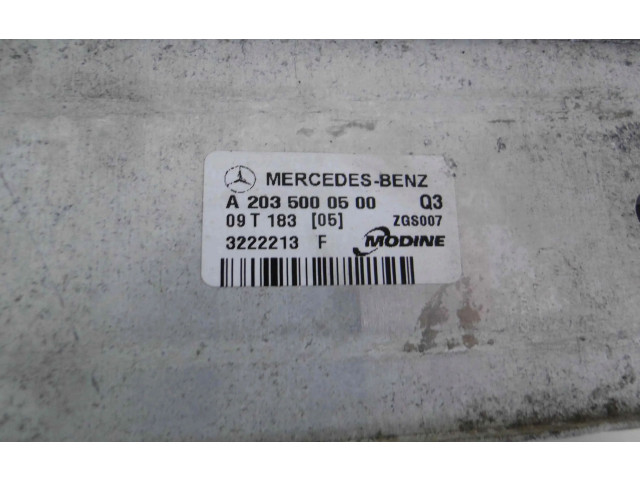 MERCEDES-BENZ
A 203 500 05 00 Q3
09 T 183 [05] ZGS007
3222213 F MODINE